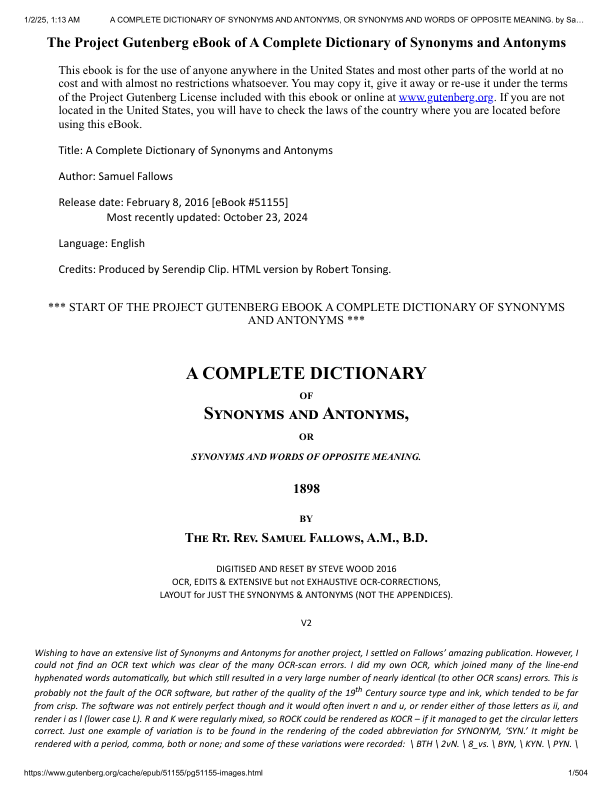 1/2/25, 1:13 AM A COMPLETE DICTIONARY OF SYNONYMS AND ANTONYMS, OR SYNONYMS AND WORDS OF OPPOSITE MEANING. by Sa…
The Project Gutenberg eBook of A Complete Dictionary of Synonyms and Antonyms
This ebook is for the use of anyone anywhere in the United States and most other parts of the world at no
cost and with almost no restrictions whatsoever. You may copy it, give it away or re-use it under the terms
of the Project Gutenberg License included with this ebook or online at www.gutenberg.org. If you are not
located in the United States, you will have to check the laws of the country where you are located before
using this eBook.
Title: A Complete Dictionary of Synonyms and Antonyms
Author: Samuel Fallows
Release date: February 8, 2016 [eBook #51155]
Most recently updated: October 23, 2024
Language: English
Credits: Produced by Serendip Clip. HTML version by Robert Tonsing.
*** START OF THE PROJECT GUTENBERG EBOOK A COMPLETE DICTIONARY OF SYNONYMS
AND ANTONYMS ***
A COMPLETE DICTIONARY
OF
Synonyms and Antonyms,
OR
SYNONYMS AND WORDS OF OPPOSITE MEANING.
1898
BY
The Rt. Rev. Samuel Fallows, A.M., B.D.
DIGITISED AND RESET BY STEVE WOOD 2016
OCR, EDITS & EXTENSIVE but not EXHAUSTIVE OCR-CORRECTIONS,
LAYOUT for JUST THE SYNONYMS & ANTONYMS (NOT THE APPENDICES).
V2
Wishing to have an extensive list of Synonyms and Antonyms for another project, I settled on Fallows' amazing publication. However, I
could not find an OCR text which was clear of the many OCR-scan errors. I did my own OCR, which joined many of the line-end
hyphenated words automatically, but which still resulted in a very large number of nearly identical (to other OCR scans) errors. This is
probably not the fault of the OCR software, but rather of the quality of the 19th Century source type and ink, which tended to be far
from crisp. The software was not entirely perfect though and it would often invert n and u, or render either of those letters as ii, and
render i as l (lower case L). R and K were regularly mixed, so ROCK could be rendered as KOCR – if it managed to get the circular letters
correct. Just one example of variation is to be found in the rendering of the coded abbreviation for SYNONYM, 'SYN.' It might be
rendered with a period, comma, both or none; and some of these variations were recorded: \ BTH \ 2vN. \ 8_vs. \ BYN, \ KYN. \ PYN. \
https://www.gutenberg.org/cache/epub/51155/pg51155-images.html 1/504